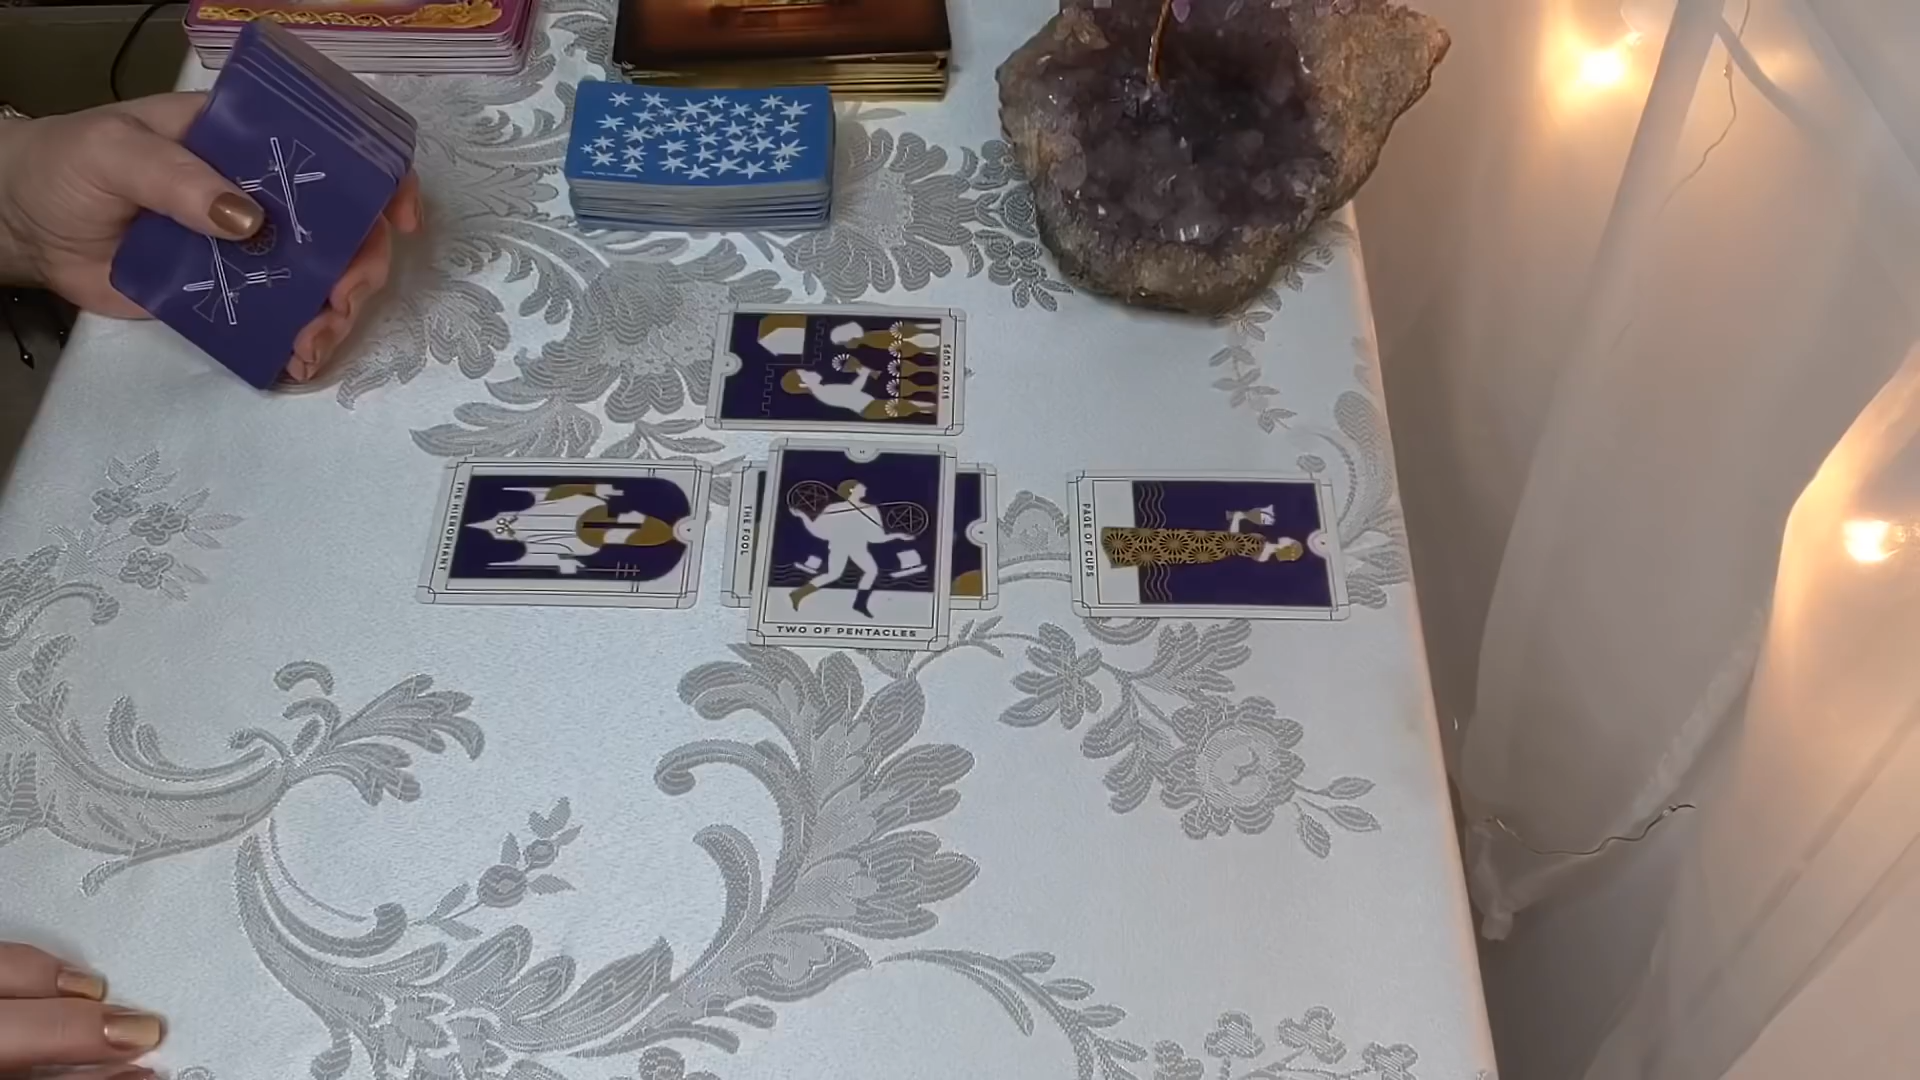 SIX OF CUPS
THE HIEROPHANT
THE FOOL
TWO OF PENTACLES
PAGE OF CUPS